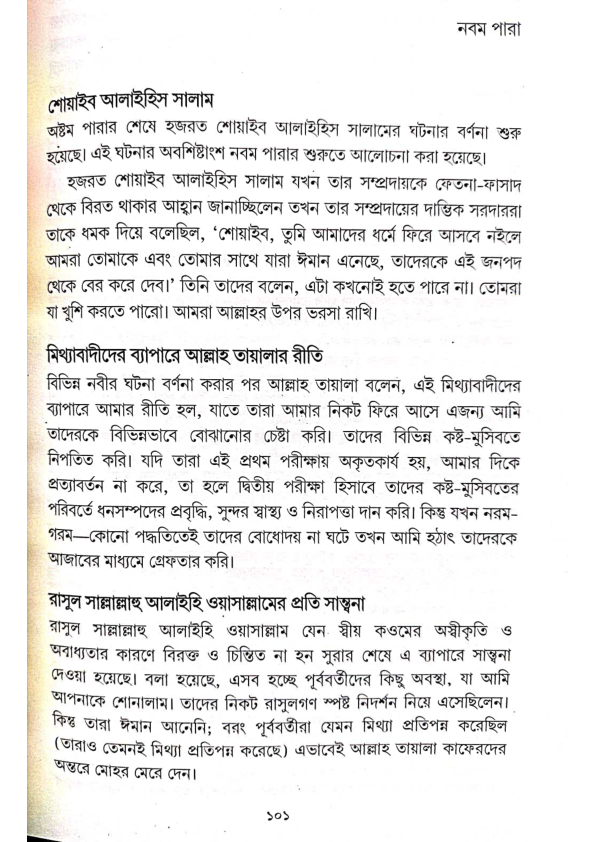 নবম পারা
শোয়াইব আলাইহিস সালাম
অষ্টম পারার শেষে হজরত শোয়াইব আলাইহিস সালামের ঘটনার বর্ণনা শুরু
হয়েছে। এই ঘটনার অবশিষ্টাংশ নবম পারার শুরুতে আলোচনা করা হয়েছে।
হজরত শোয়াইব আলাইহিস সালাম যখন তার সম্প্রদায়কে ফেতনা-ফাসাদ
থেকে বিরত থাকার আহ্বান জানাচ্ছিলেন তখন তার সম্প্রদায়ের দাম্ভিক সরদাররা
তাকে ধমক দিয়ে বলেছিল, ‘শোয়াইব, তুমি আমাদের ধর্মে ফিরে আসবে নইলে
আমরা তোমাকে এবং তোমার সাথে যারা ঈমান এনেছে, তাদেরকে এই জনপদ
থেকে বের করে দেব।’ তিনি তাদের বলেন, এটা কখনোই হতে পারে না। তোমরা
যা খুশি করতে পারো। আমরা আল্লাহর উপর ভরসা রাখি।
মিথ্যাবাদীদের ব্যাপারে আল্লাহ তায়ালার রীতি
বিভিন্ন নবীর ঘটনা বর্ণনা করার পর আল্লাহ তায়ালা বলেন, এই মিথ্যাবাদীদের
ব্যাপারে আমার রীতি হল, যাতে তারা আমার নিকট ফিরে আসে এজন্য আমি
তাদেরকে বিভিন্নভাবে বোঝানোর চেষ্টা করি। তাদের বিভিন্ন কষ্ট-মুসিবতে
নিপতিত করি। যদি তারা এই প্রথম পরীক্ষায় অকৃতকার্য হয়, আমার দিকে
প্রত্যাবর্তন না করে, তা হলে দ্বিতীয় পরীক্ষা হিসাবে তাদের কষ্ট-মুসিবতের
পরিবর্তে ধনসম্পদের প্রবৃদ্ধি, সুন্দর স্বাস্থ্য ও নিরাপত্তা দান করি। কিন্তু যখন নরম-
গরম—কোনো পদ্ধতিতেই তাদের বোধোদয় না ঘটে তখন আমি হঠাৎ তাদেরকে
আজাবের মাধ্যমে গ্রেফতার করি।
রাসুল সাল্লাল্লাহু আলাইহি ওয়াসাল্লামের প্রতি সান্ত্বনা
রাসুল সাল্লাল্লাহু আলাইহি ওয়াসাল্লাম যেন স্বীয় কওমের অস্বীকৃতি ও
অবাধ্যতার কারণে বিরক্ত ও চিন্তিত না হন সুরার শেষে এ ব্যাপারে সান্ত্বনা
দেওয়া হয়েছে। বলা হয়েছে, এসব হচ্ছে পূর্ববর্তীদের কিছু অবস্থা, যা আমি
আপনাকে শোনালাম। তাদের নিকট রাসুলগণ স্পষ্ট নিদর্শন নিয়ে এসেছিলেন।
কিন্তু তারা ঈমান আনেনি; বরং পূর্ববর্তীরা যেমন মিথ্যা প্রতিপন্ন করেছিল
(তারাও তেমনই মিথ্যা প্রতিপন্ন করেছে) এভাবেই আল্লাহ তায়ালা কাফেরদের
অন্তরে মোহর মেরে দেন।
১০১